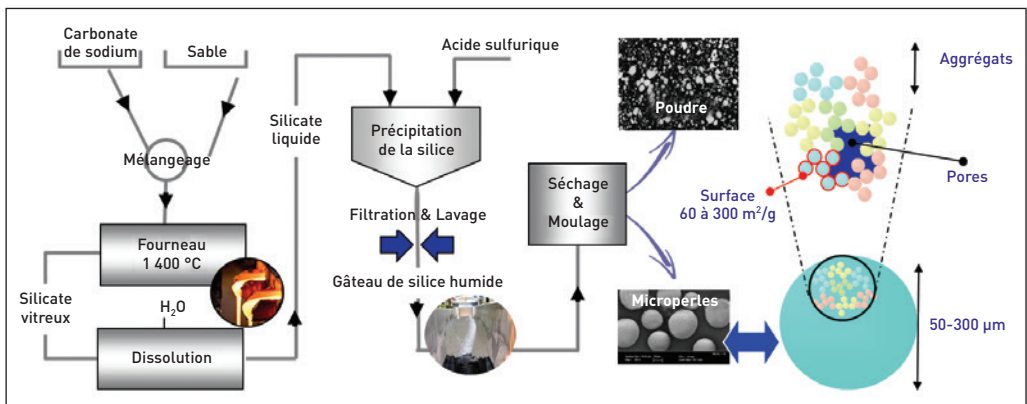 Carbonate
de sodium
Sable
Mélangeage
Fourneau
1 400 °C
Silicate
vitreux
H₂O
Dissolution
Silicate
liquide
Acide sulfurique
Précipitation
de la silice
Filtration & Lavage
Gâteau de silice humide
Séchage
&
Moulage
Poudre
Microperles
Aggrégats
Pores
Surface
60 à 300 m²/g
50-300 µm